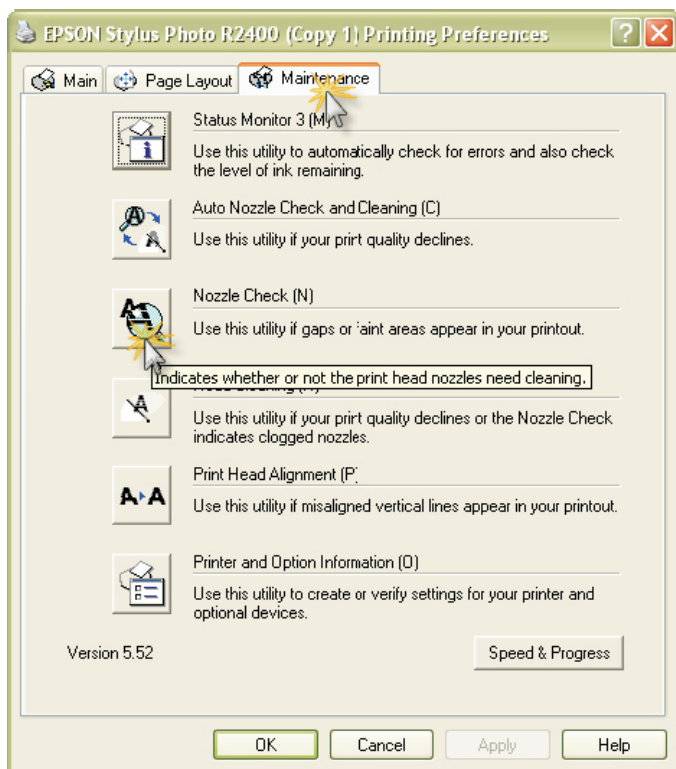 EPSON Stylus Photo R2400 (Copy 1) Printing Preferences
Main Page Layout Maintenance
Status Monitor 3 (M)
Use this utility to automatically check for errors and also check
the level of ink remaining.
Auto Nozzle Check and Cleaning (C)
Use this utility if your print quality declines.
Nozzle Check (N)
Use this utility if gaps or aint areas appear in your printout.
Indicates whether or not the print head nozzles need cleaning.
Use this utility if your print quality declines or the Nozzle Check
indicates clogged nozzles.
Print Head Alignment (P)
Use this utility if misaligned vertical lines appear in your printout.
Printer and Option Information (O)
Use this utility to create or verify settings for your printer and
optional devices.
Version 5.52
Speed & Progress
OK Cancel Apply Help